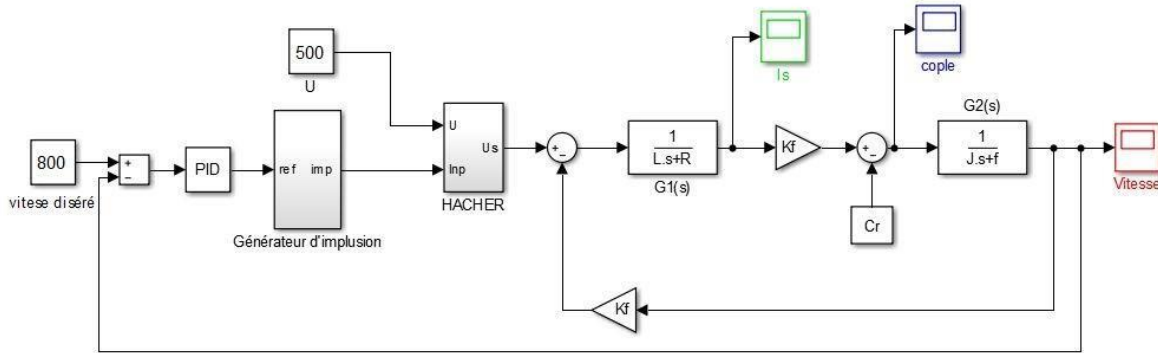 500
U
Is
cople
G2(s)
800
+
−
vitese diséré
PID
ref imp
Générateur d'implusion
U
Us
Inp
HACHER
+
−
1
L.s+R
G1(s)
Kf
+
−
1
J.s+f
Vitesse
Cr
Kf